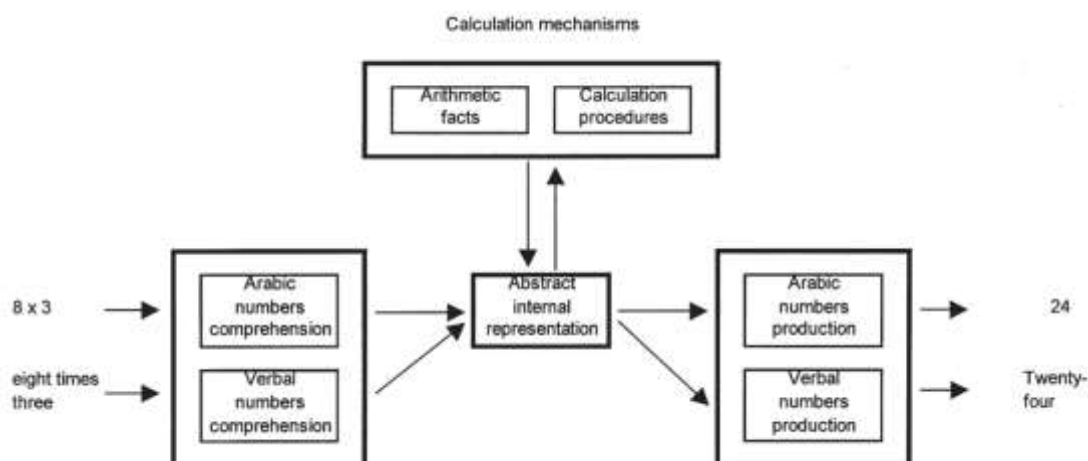 Calculation mechanisms
Arithmetic
facts
Calculation
procedures
8 x 3
eight times
three
Arabic
numbers
comprehension
Verbal
numbers
comprehension
Abstract
internal
representation
Arabic
numbers
production
Verbal
numbers
production
24
Twenty-
four